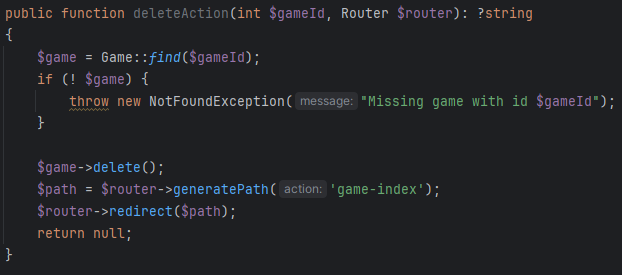 public function deleteAction(int $gameId, Router $router): ?string
{
    $game = Game::find($gameId);
    if (! $game) {
        throw new NotFoundException( message: "Missing game with id $gameId");
    }

    $game->delete();
    $path = $router->generatePath( action: 'game-index');
    $router->redirect($path);
    return null;
}